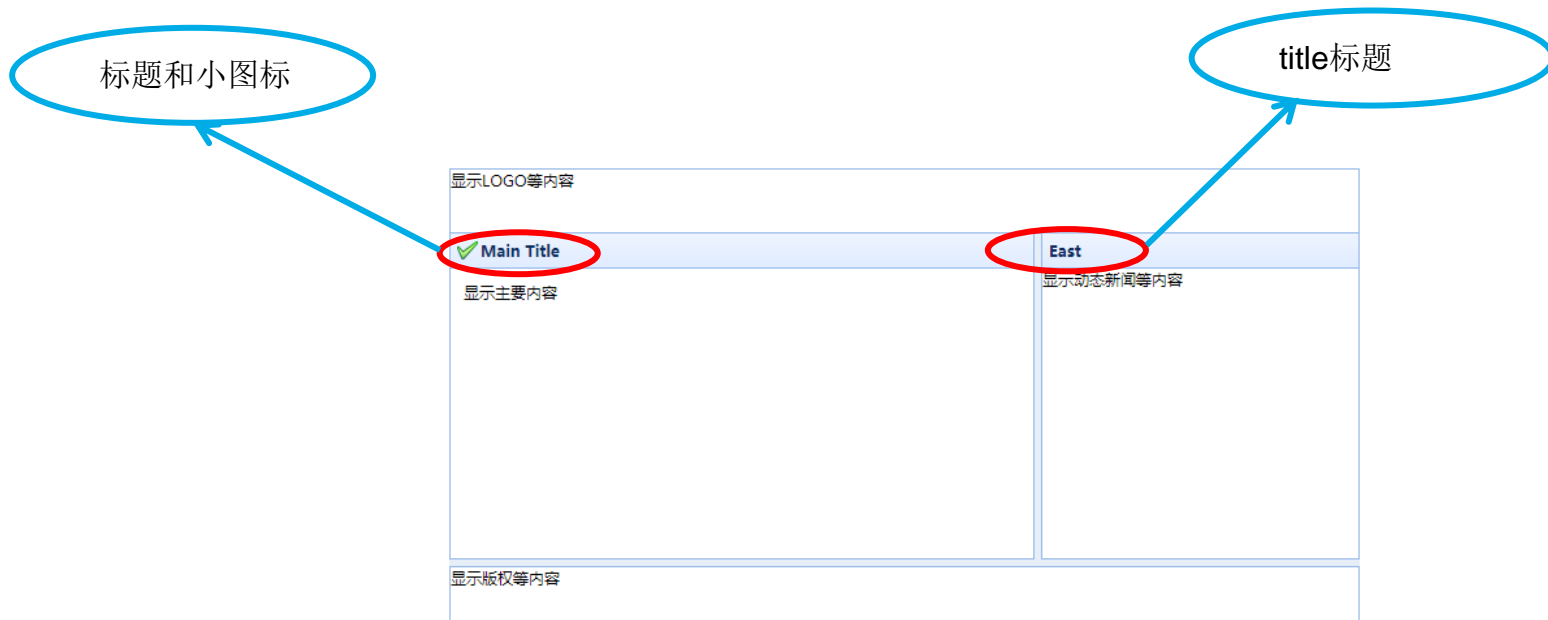 标题和小图标
title标题
显示LOGO等内容
Main Title
East
显示主要内容
显示动态新闻等内容
显示版权等内容